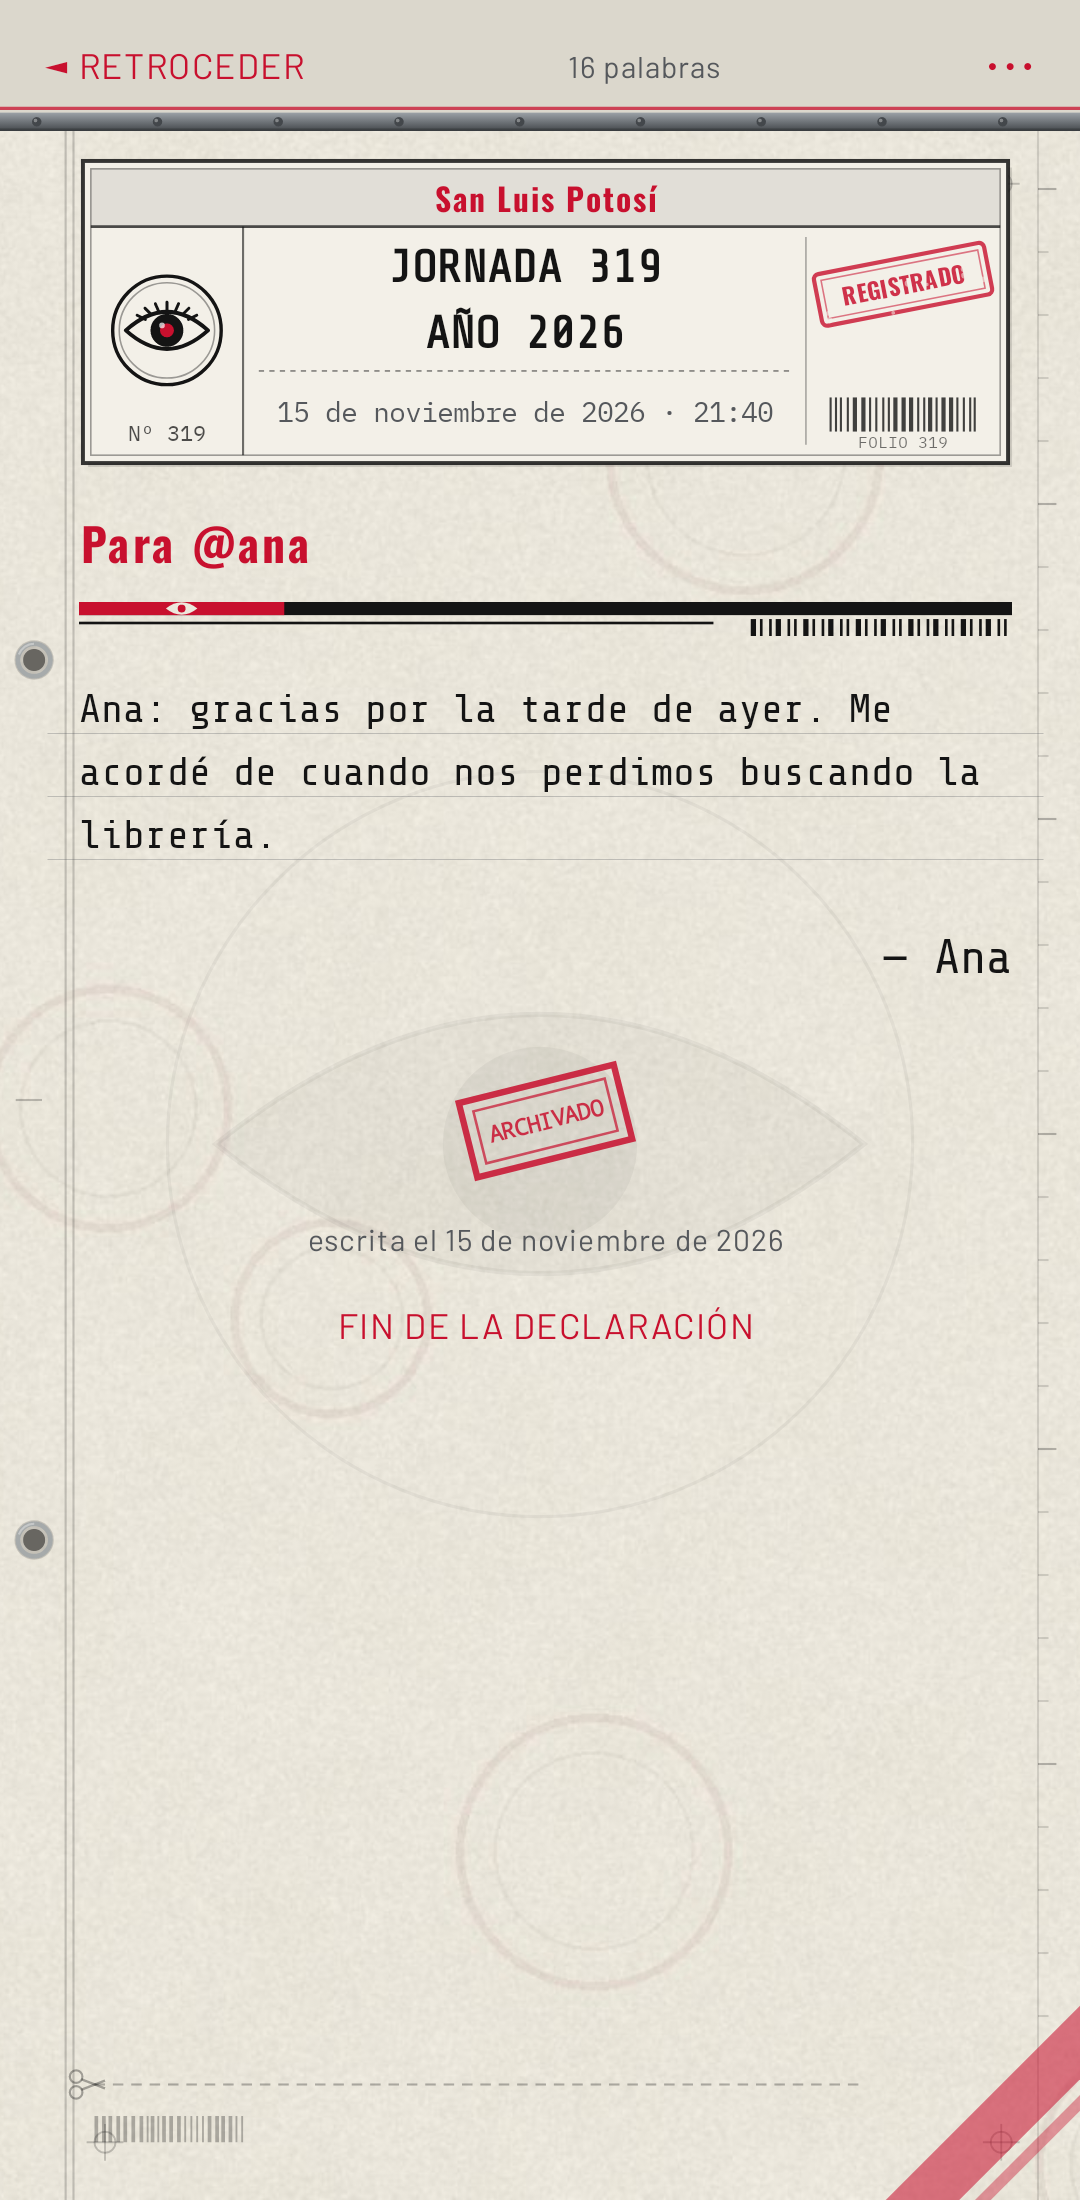 ◄ RETROCEDER
16 palabras
San Luis Potosí
JORNADA 319
AÑO 2026
15 de noviembre de 2026 · 21:40
Nº 319
REGISTRADO
FOLIO 319
Para @ana
Ana: gracias por la tarde de ayer. Me
acordé de cuando nos perdimos buscando la
librería.
— Ana
ARCHIVADO
escrita el 15 de noviembre de 2026
FIN DE LA DECLARACIÓN